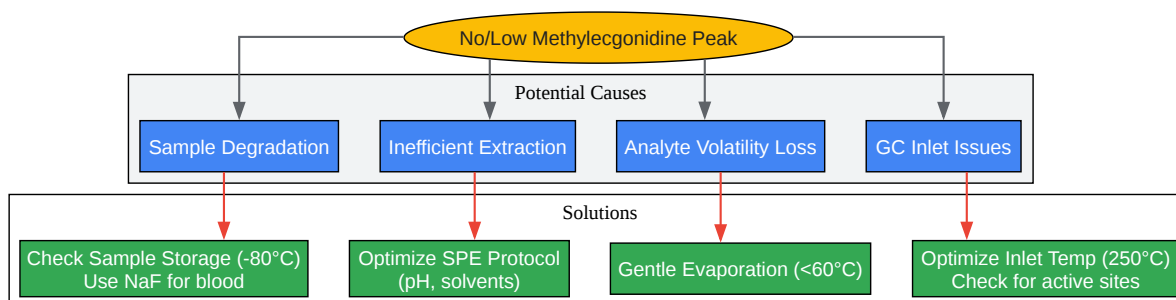 No/Low Methylecgonidine Peak
Potential Causes
Sample Degradation
Inefficient Extraction
Analyte Volatility Loss
GC Inlet Issues
Solutions
Check Sample Storage (-80°C)
Use NaF for blood
Optimize SPE Protocol
(pH, solvents)
Gentle Evaporation (<60°C)
Optimize Inlet Temp (250°C)
Check for active sites